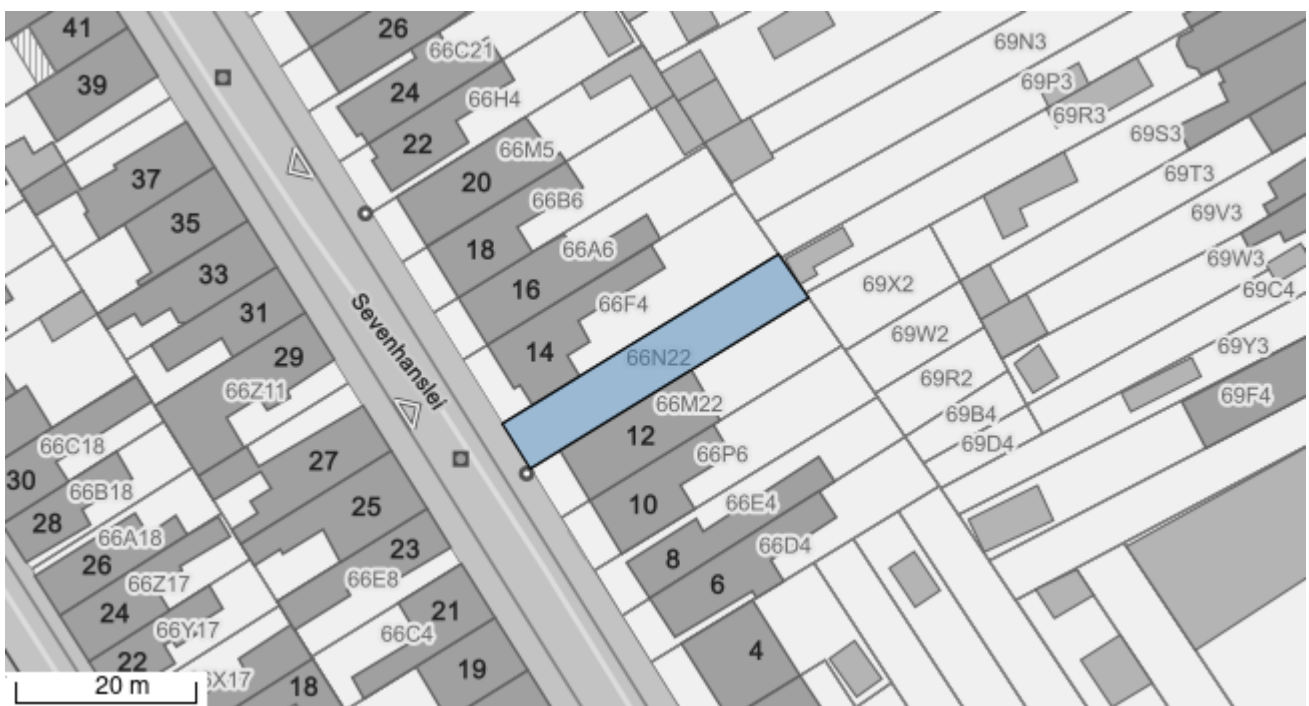 41
26
66C21
69N3
39
24
66H4
69P3
69R3
22
69S3
66M5
37
20
69T3
66B6
35
69V3
18
66A6
69W3
33
16
69X2
69C4
66F4
31
Sevenhanslei
69W2
29
14
66N22
69Y3
66Z11
69R2
69F4
66M22
69B4
66C18
12
69D4
27
66P6
30
66B18
25
10
66E4
28
66A18
23
66D4
26
8
66Z17
66E8
6
24
21
66Y17
66C4
4
22
19
18
20 m